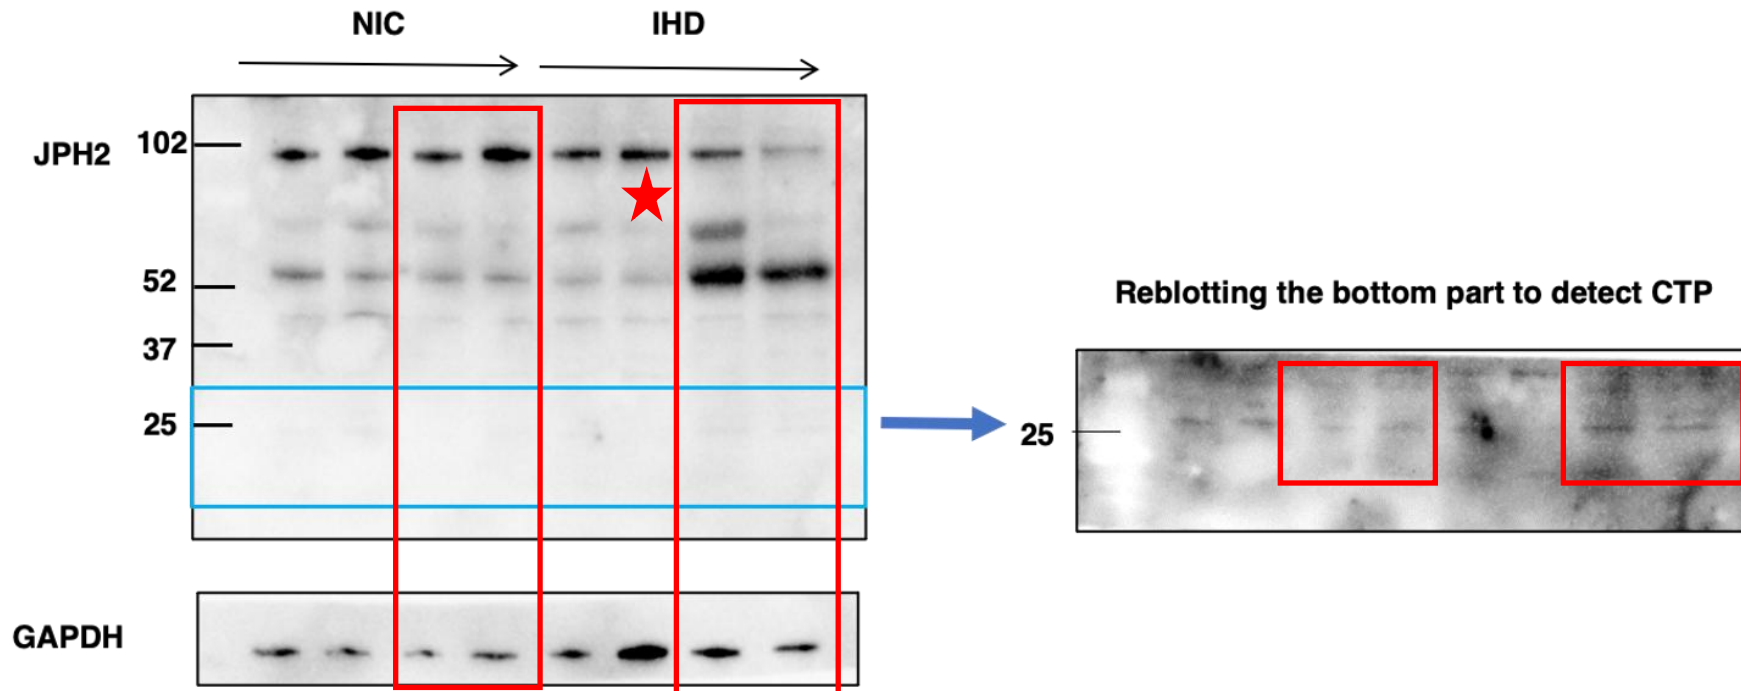 NIC
IHD
JPH2
102
52
37
25
GAPDH
Reblotting the bottom part to detect CTP
25